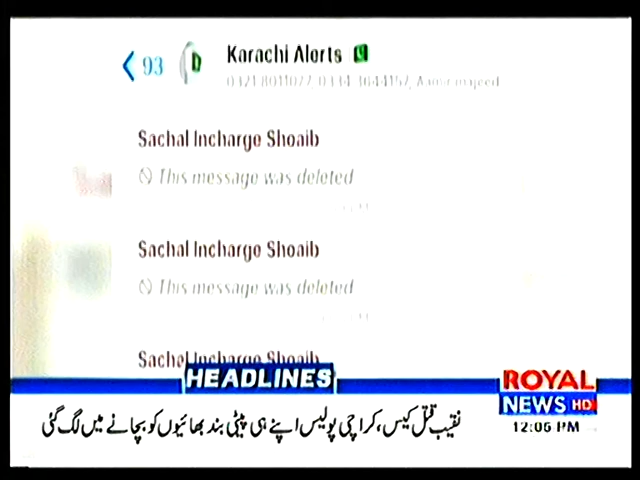 93
Karachi Alerts
Sachal Incharge Shoaib
This message was deleted
Sachal Incharge Shoaib
This message was deleted
Sachal Incharge Shoaib
HEADLINES
ROYAL
NEWS HD
12:06 PM
نقیب قتل کیس، کراچی پولیس اپنے ہی پیٹی بند بھائیوں کو بچانے میں لگ گئی